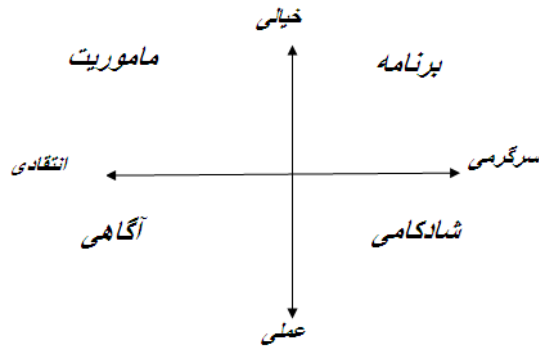 خیالی
برنامه
ماموریت
سرگرمی
انتقادی
شادکامی
آگاهی
عملی